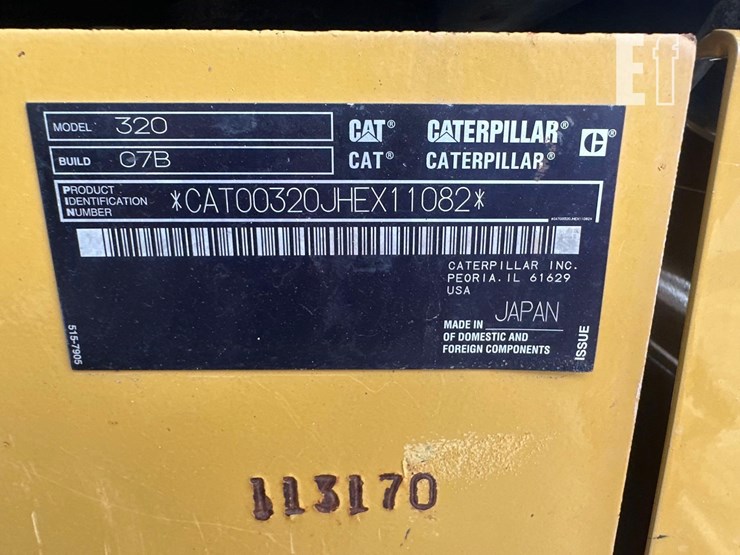 Ef
MODEL 320
BUILD 07B
CAT® CATERPILLAR®
CAT® CATERPILLAR®
PRODUCT
IDENTIFICATION
NUMBER
*CAT00320JHEX11082*
CATERPILLAR INC.
PEORIA. IL 61629
USA
MADE IN JAPAN
OF DOMESTIC AND
FOREIGN COMPONENTS
ISSUE
515-7905
113170